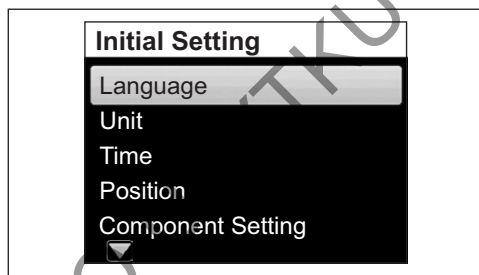 Initial Setting
Language
Unit
Time
Position
Component Setting